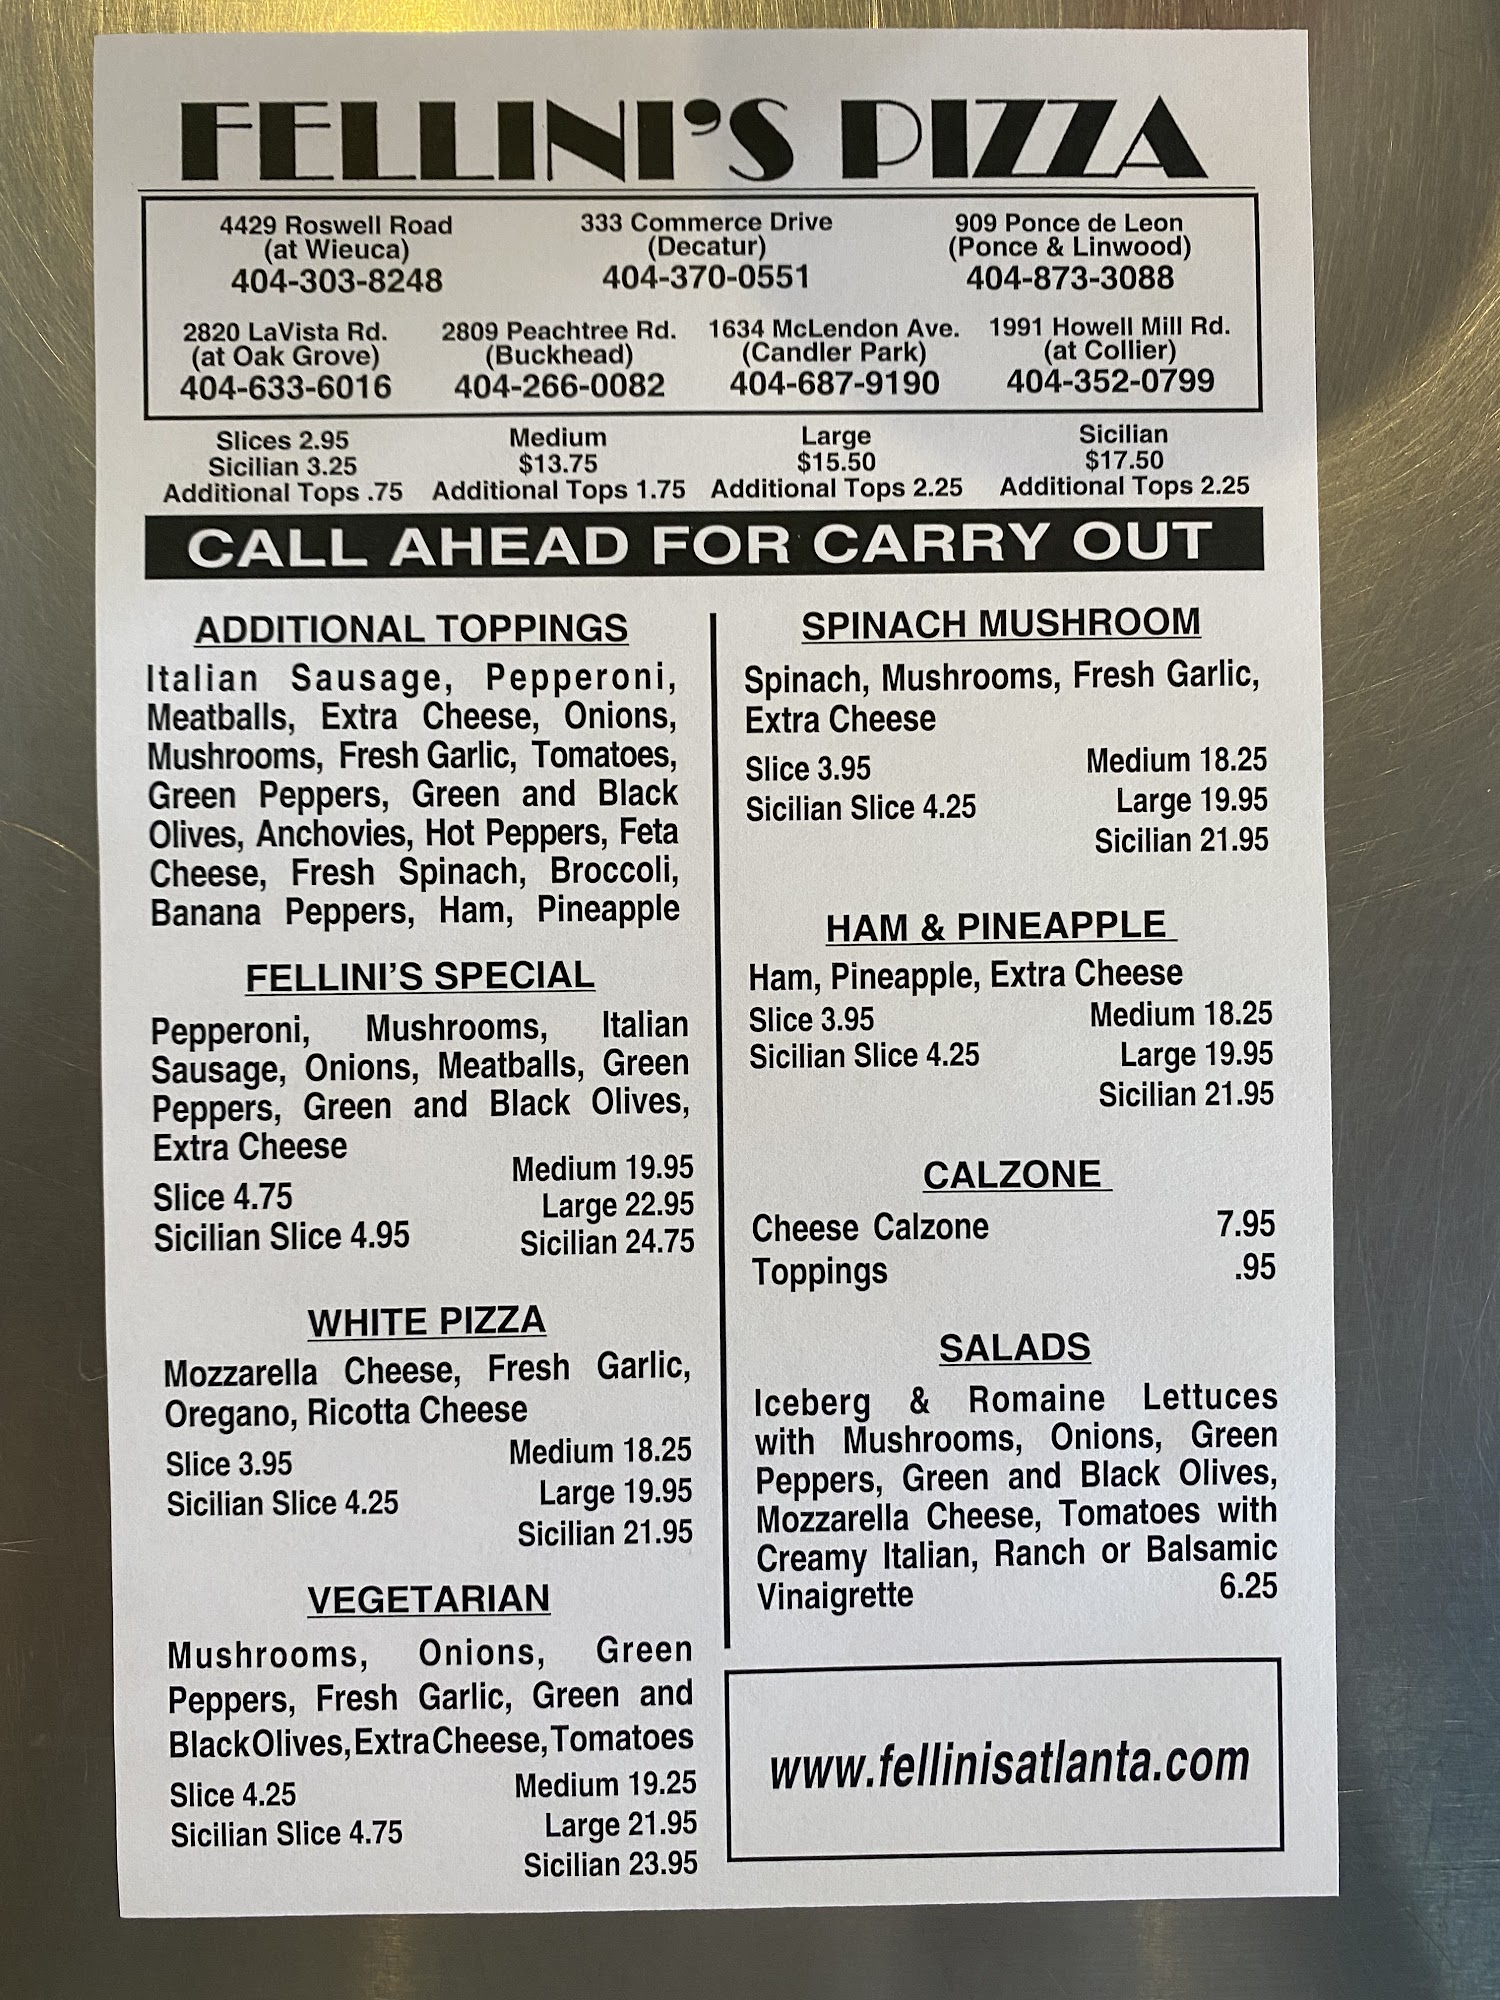 FELLINI'S PIZZA
4429 Roswell Road
(at Wieuca)
404-303-8248
333 Commerce Drive
(Decatur)
404-370-0551
909 Ponce de Leon
(Ponce & Linwood)
404-873-3088
2820 LaVista Rd.
(at Oak Grove)
404-633-6016
2809 Peachtree Rd.
(Buckhead)
404-266-0082
1634 McLendon Ave.
(Candler Park)
404-687-9190
1991 Howell Mill Rd.
(at Collier)
404-352-0799
Slices 2.95
Sicilian 3.25
Additional Tops .75
Medium
$13.75
Additional Tops 1.75
Large
$15.50
Additional Tops 2.25
Sicilian
$17.50
Additional Tops 2.25
CALL AHEAD FOR CARRY OUT
ADDITIONAL TOPPINGS
Italian Sausage, Pepperoni,
Meatballs, Extra Cheese, Onions,
Mushrooms, Fresh Garlic, Tomatoes,
Green Peppers, Green and Black
Olives, Anchovies, Hot Peppers, Feta
Cheese, Fresh Spinach, Broccoli,
Banana Peppers, Ham, Pineapple
FELLINI'S SPECIAL
Pepperoni, Mushrooms, Italian
Sausage, Onions, Meatballs, Green
Peppers, Green and Black Olives,
Extra Cheese
Slice 4.75
Sicilian Slice 4.95
Medium 19.95
Large 22.95
Sicilian 24.75
WHITE PIZZA
Mozzarella Cheese, Fresh Garlic,
Oregano, Ricotta Cheese
Slice 3.95
Sicilian Slice 4.25
Medium 18.25
Large 19.95
Sicilian 21.95
VEGETARIAN
Mushrooms, Onions, Green
Peppers, Fresh Garlic, Green and
Black Olives, Extra Cheese, Tomatoes
Slice 4.25
Sicilian Slice 4.75
Medium 19.25
Large 21.95
Sicilian 23.95
SPINACH MUSHROOM
Spinach, Mushrooms, Fresh Garlic,
Extra Cheese
Slice 3.95
Sicilian Slice 4.25
Medium 18.25
Large 19.95
Sicilian 21.95
HAM & PINEAPPLE
Ham, Pineapple, Extra Cheese
Slice 3.95
Sicilian Slice 4.25
Medium 18.25
Large 19.95
Sicilian 21.95
CALZONE
Cheese Calzone 7.95
Toppings .95
SALADS
Iceberg & Romaine Lettuces
with Mushrooms, Onions, Green
Peppers, Green and Black Olives,
Mozzarella Cheese, Tomatoes with
Creamy Italian, Ranch or Balsamic
Vinaigrette 6.25
www.fellinisatlanta.com